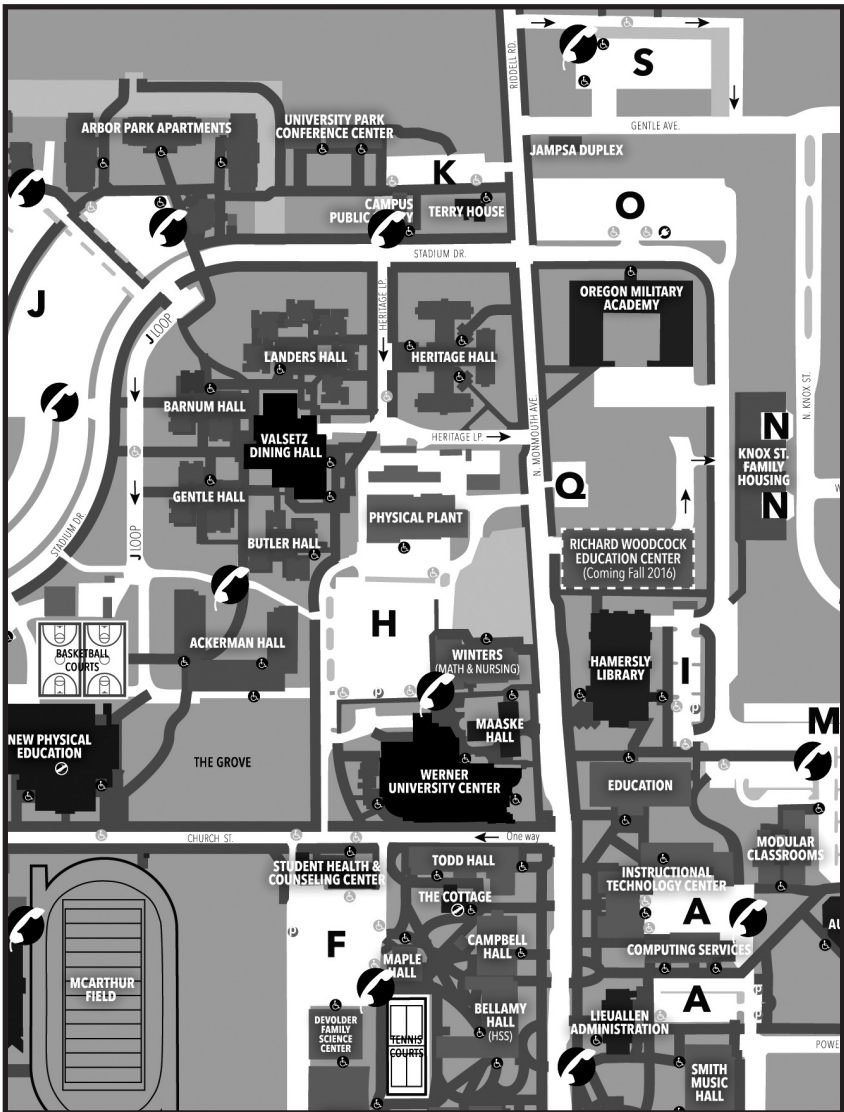 RIDDELL RD.
S
GENTLE AVE.
ARBOR PARK APARTMENTS
UNIVERSITY PARK
CONFERENCE CENTER
JAMPSA DUPLEX
K
CAMPUS
PUBLIC
TERRY HOUSE
O
STADIUM DR.
J
J LOOP
HERITAGE LP.
OREGON MILITARY
ACADEMY
LANDERS HALL
HERITAGE HALL
N. KNOX ST.
BARNUM HALL
VALSETZ
DINING HALL
HERITAGE LP.
N. MONMOUTH AVE.
N
KNOX ST.
FAMILY
HOUSING
N
Q
GENTLE HALL
PHYSICAL PLANT
STADIUM DR.
J LOOP
BUTLER HALL
RICHARD WOODCOCK
EDUCATION CENTER
(Coming Fall 2016)
H
ACKERMAN HALL
BASKETBALL
COURTS
WINTERS
(MATH & NURSING)
HAMERSLY
LIBRARY
I
P
P
M
NEW PHYSICAL
EDUCATION
THE GROVE
MAASKE
HALL
WERNER
UNIVERSITY CENTER
EDUCATION
CHURCH ST.
One way
MODULAR
CLASSROOMS
STUDENT HEALTH &
COUNSELING CENTER
TODD HALL
THE COTTAGE
INSTRUCTIONAL
TECHNOLOGY CENTER
A
P
F
CAMPBELL
HALL
COMPUTING SERVICES
MAPLE
HALL
MCARTHUR
FIELD
A
BELLAMY
HALL
(HSS)
LIEUALLEN
ADMINISTRATION
DEVOLDER
FAMILY
SCIENCE
CENTER
TENNIS
COURTS
SMITH
MUSIC
HALL